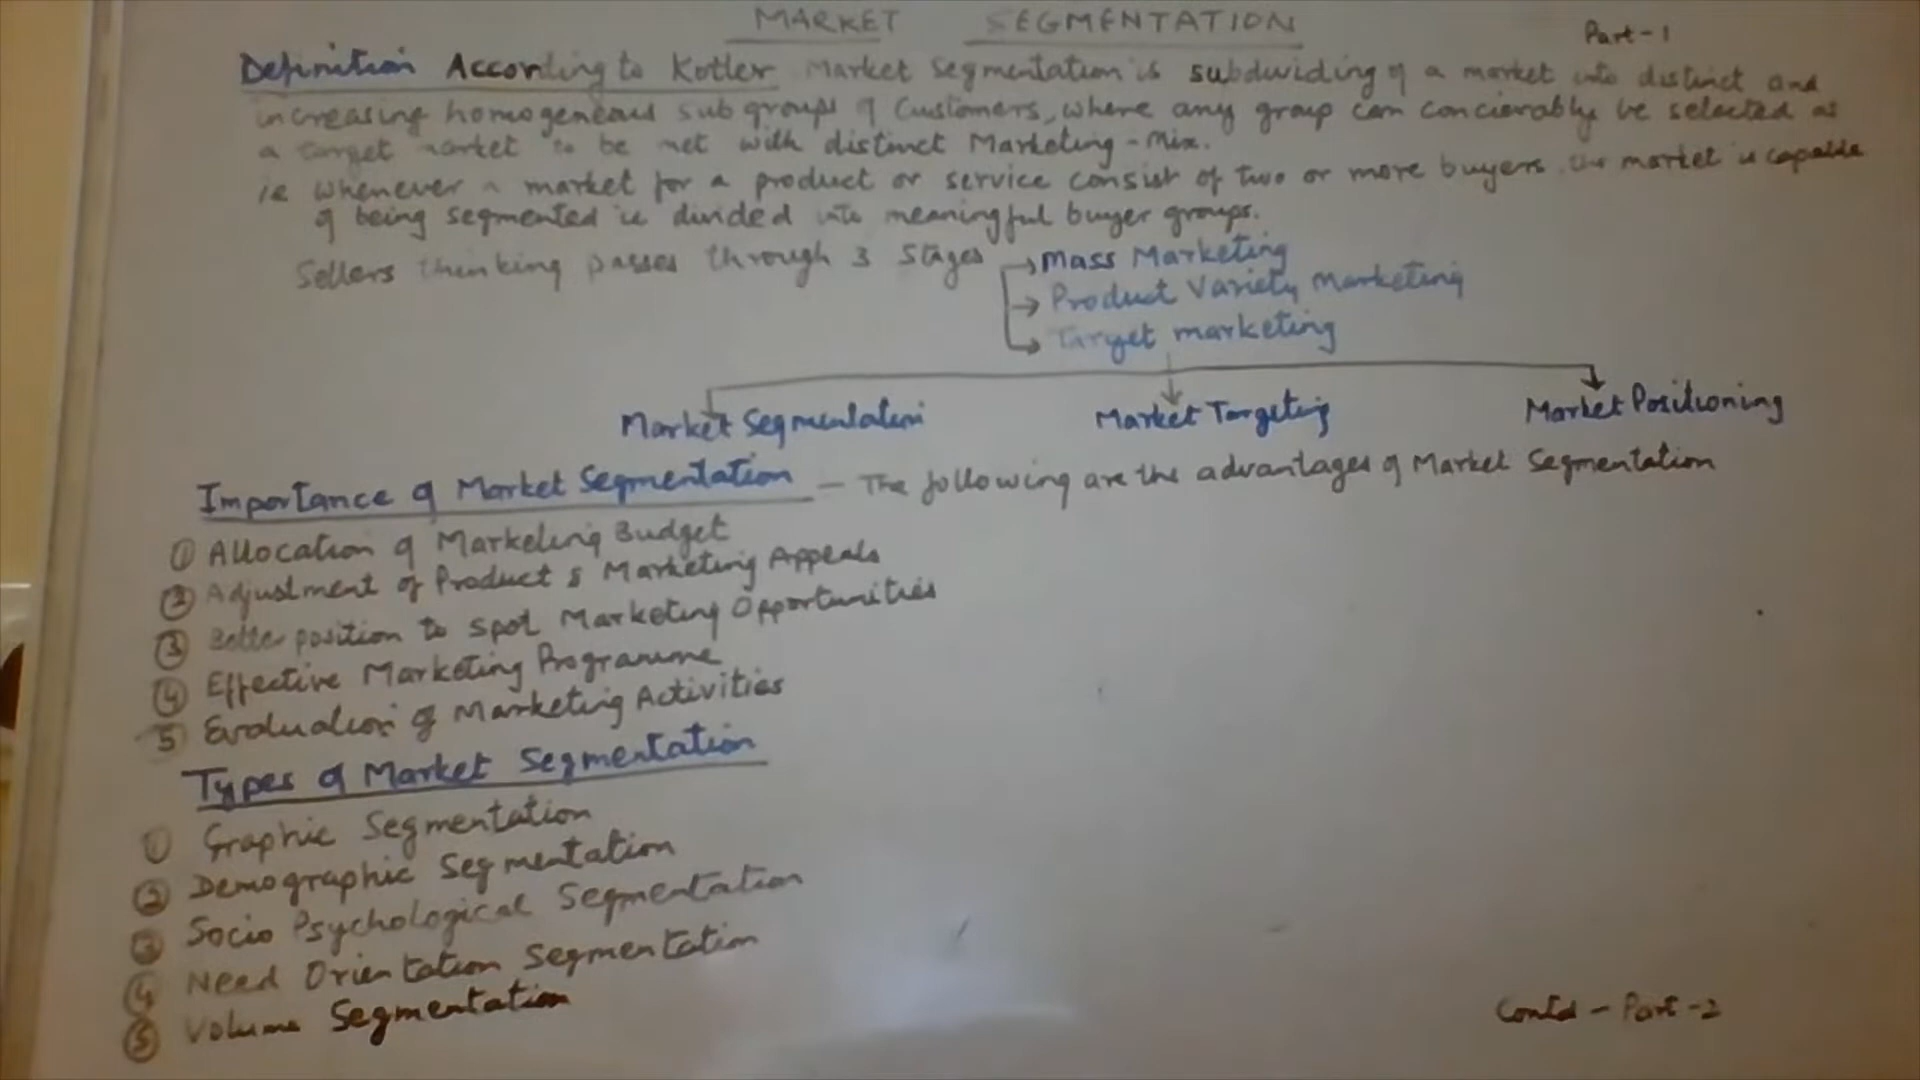 MARKET SEGMENTATION
Part-1
Definition According to Kotler Market Segmentation is subdividing of a market into distinct and
increasing homogeneous sub groups of Customers, where any group can concievably be selected as
a target market to be met with distinct Marketing-Mix.
ie whenever a market for a product or service consist of two or more buyers, the market is capable
of being segmented ie divided into meaningful buyer groups.
Sellers thinking passes through 3 Stages
Mass Marketing
Product Variety Marketing
Target marketing
Market Segmentation Market Targeting Market Positioning
Importance of Market Segmentation – The following are the advantages of Market Segmentation
① Allocation of Marketing Budget
② Adjustment of Product & Marketing Appeals
③ Better position to spot Marketing Opportunities
④ Effective Marketing Programme
⑤ Evaluation of Marketing Activities
Types of Market Segmentation
① Graphic Segmentation
② Demographic Segmentation
③ Socio Psychological Segmentation
④ Need Orientation Segmentation
⑤ Volume Segmentation
Contd – Part-2